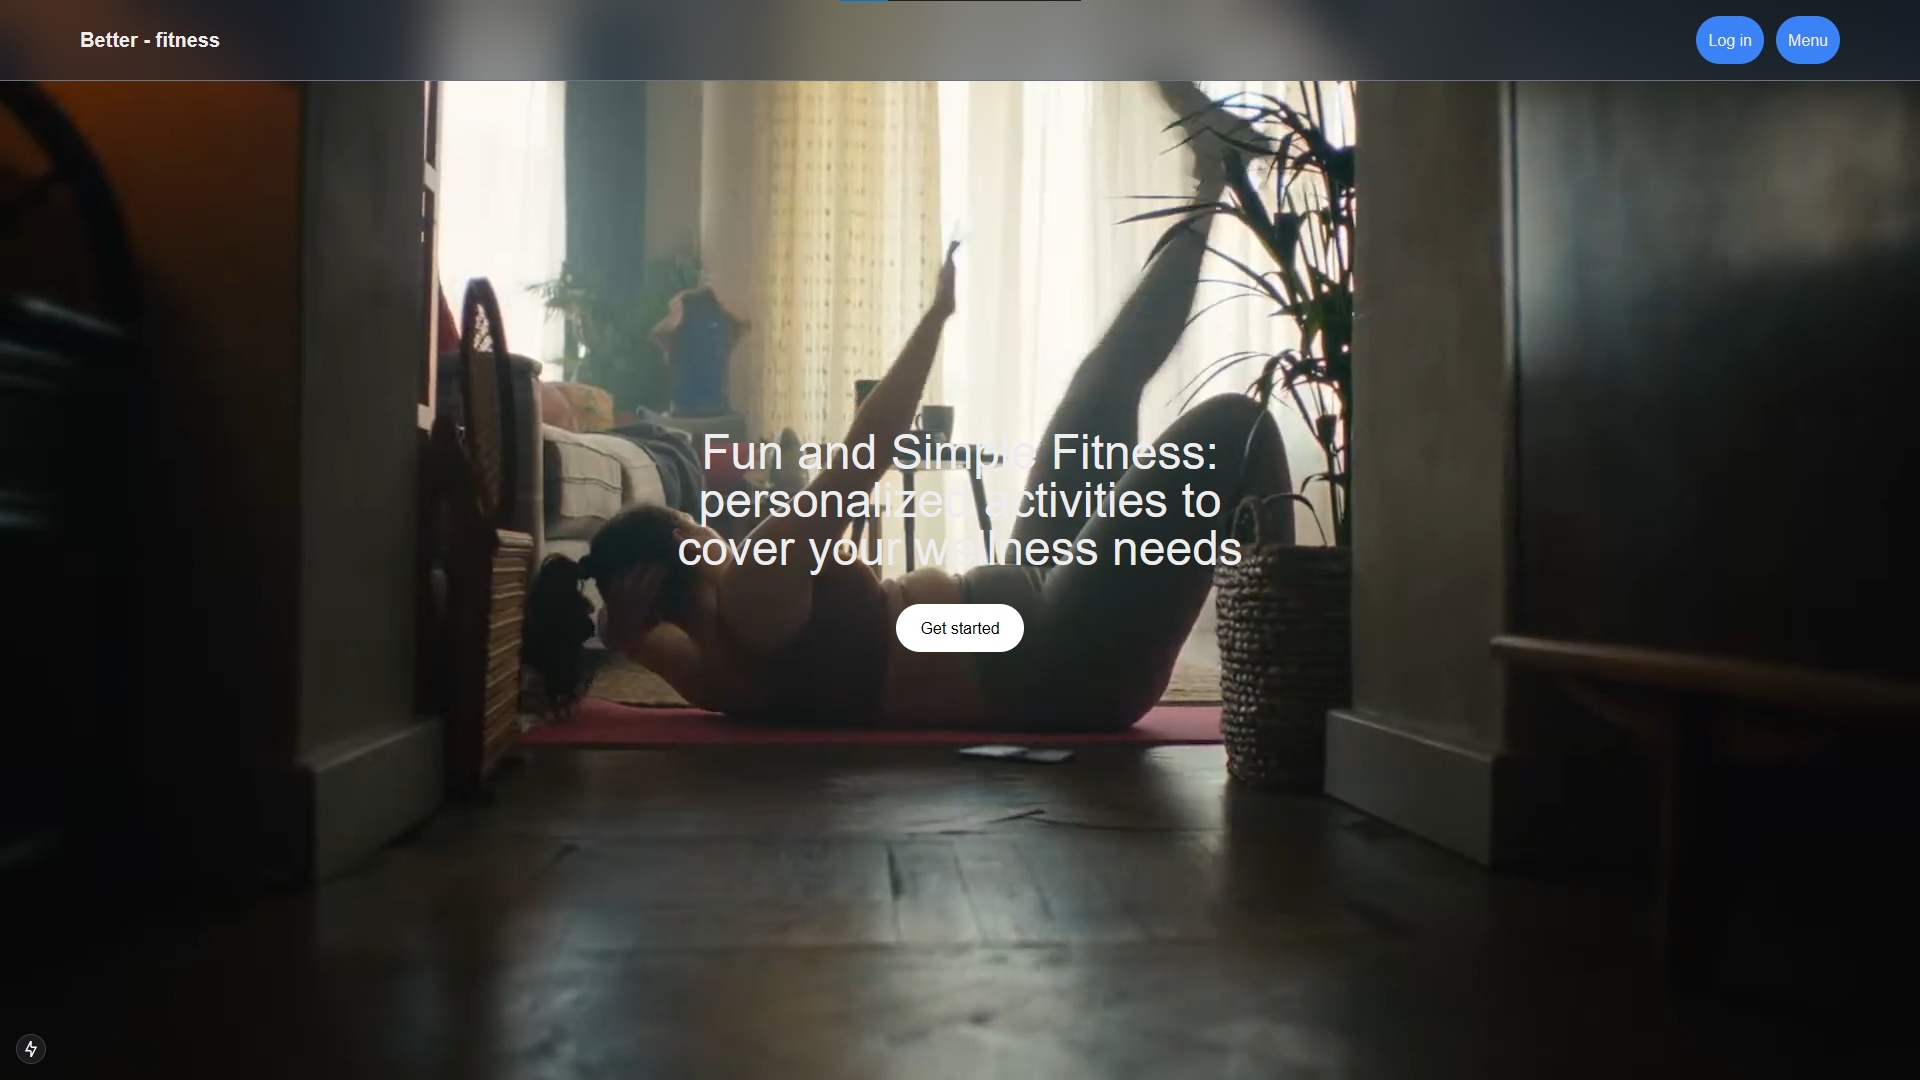 Better - fitness
Log in
Menu
Fun and Simple Fitness:
personalized activities to
cover your wellness needs
Get started